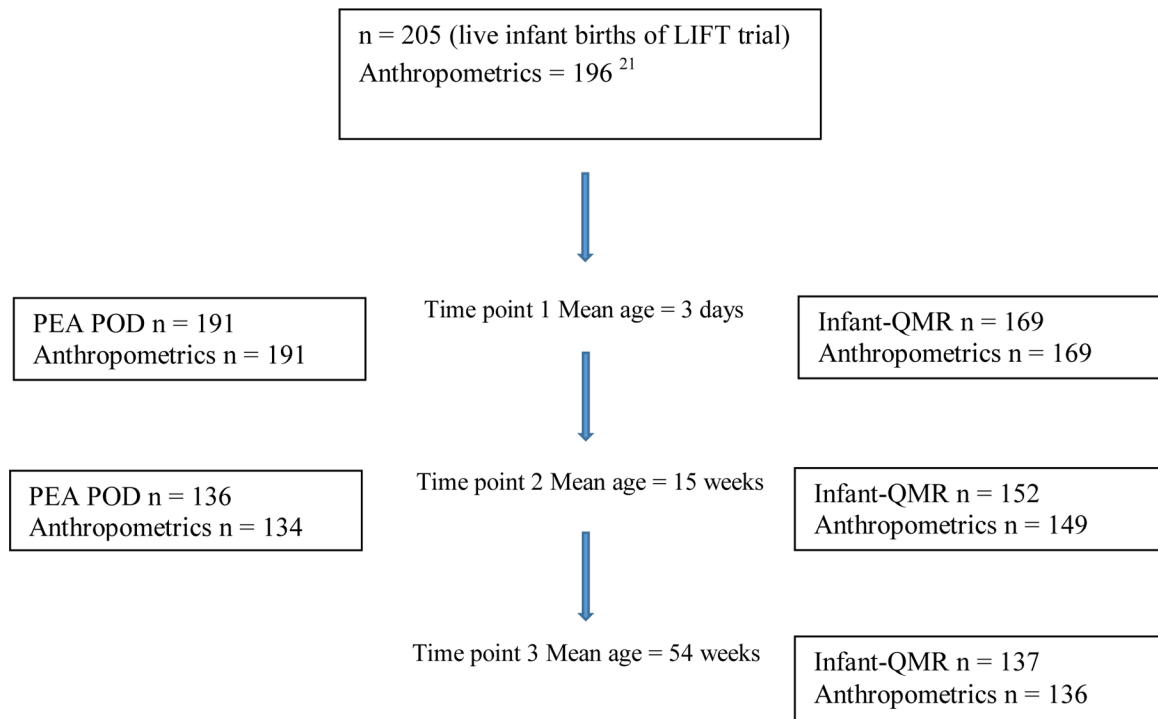 n = 205 (live infant births of LIFT trial)
Anthropometrics = 196 21
Time point 1 Mean age = 3 days
PEA POD n = 191
Anthropometrics n = 191
Infant-QMR n = 169
Anthropometrics n = 169
Time point 2 Mean age = 15 weeks
PEA POD n = 136
Anthropometrics n = 134
Infant-QMR n = 152
Anthropometrics n = 149
Time point 3 Mean age = 54 weeks
Infant-QMR n = 137
Anthropometrics n = 136